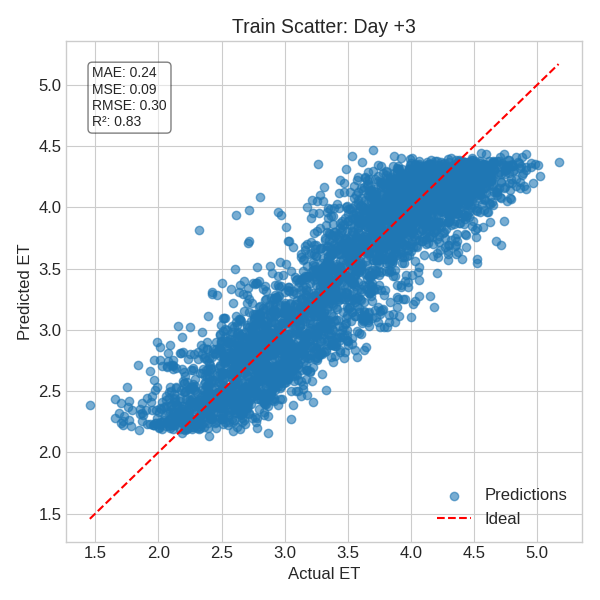 Train Scatter: Day +3
MAE: 0.24
MSE: 0.09
RMSE: 0.30
R²: 0.83
Predicted ET
5.0
4.5
4.0
3.5
3.0
2.5
2.0
1.5
Predictions
Ideal
1.5 2.0 2.5 3.0 3.5 4.0 4.5 5.0
Actual ET